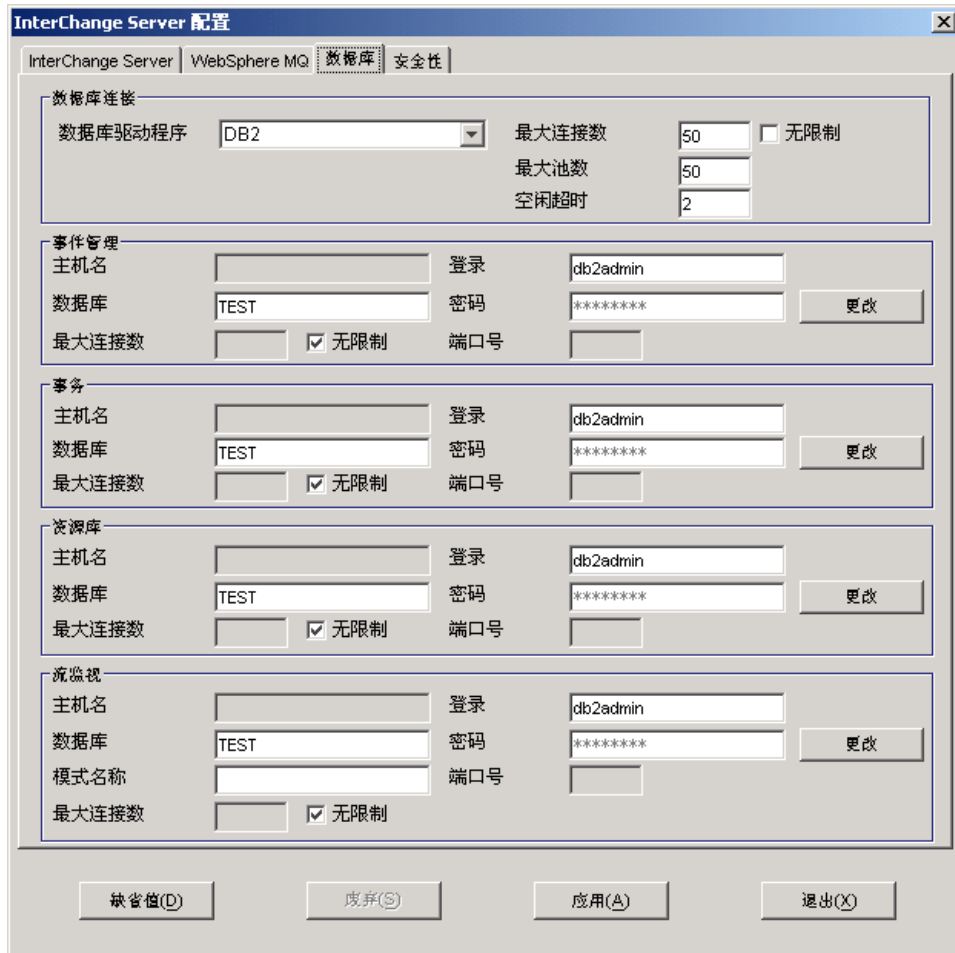 InterChange Server 配置
InterChange Server WebSphere MQ 数据库 安全性
数据库连接
数据库驱动程序 DB2 最大连接数 50 无限制
最大池数 50
空闲超时 2
事件管理
主机名 登录 db2admin
数据库 TEST 密码 ******** 更改
最大连接数 无限制 端口号
事务
主机名 登录 db2admin
数据库 TEST 密码 ******** 更改
最大连接数 无限制 端口号
资源库
主机名 登录 db2admin
数据库 TEST 密码 ******** 更改
最大连接数 无限制 端口号
流监视
主机名 登录 db2admin
数据库 TEST 密码 ******** 更改
模式名称 端口号
最大连接数 无限制
缺省值(D) 废弃(S) 应用(A) 退出(X)